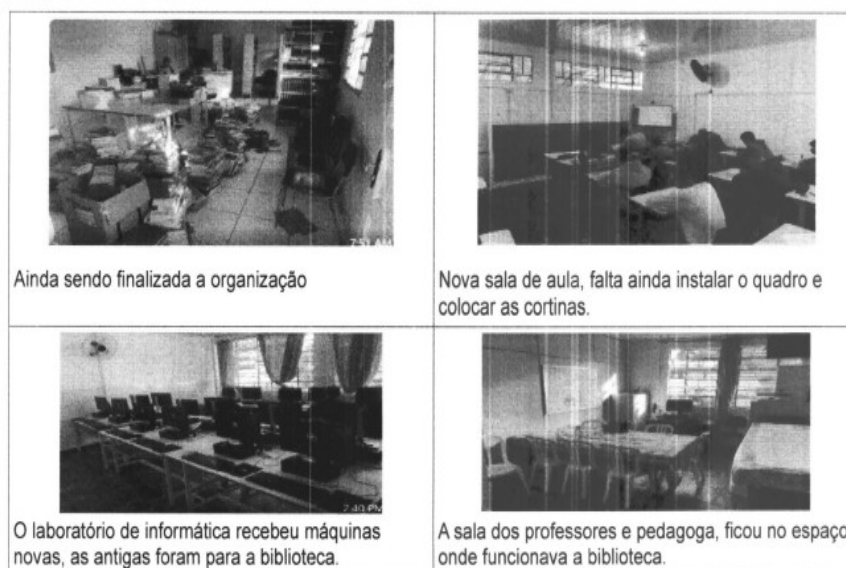 7:51 AM
Ainda sendo finalizada a organização
Nova sala de aula, falta ainda instalar o quadro e
colocar as cortinas.
7:40 PM
O laboratório de informática recebeu máquinas
novas, as antigas foram para a biblioteca.
A sala dos professores e pedagoga, ficou no espaço
onde funcionava a biblioteca.